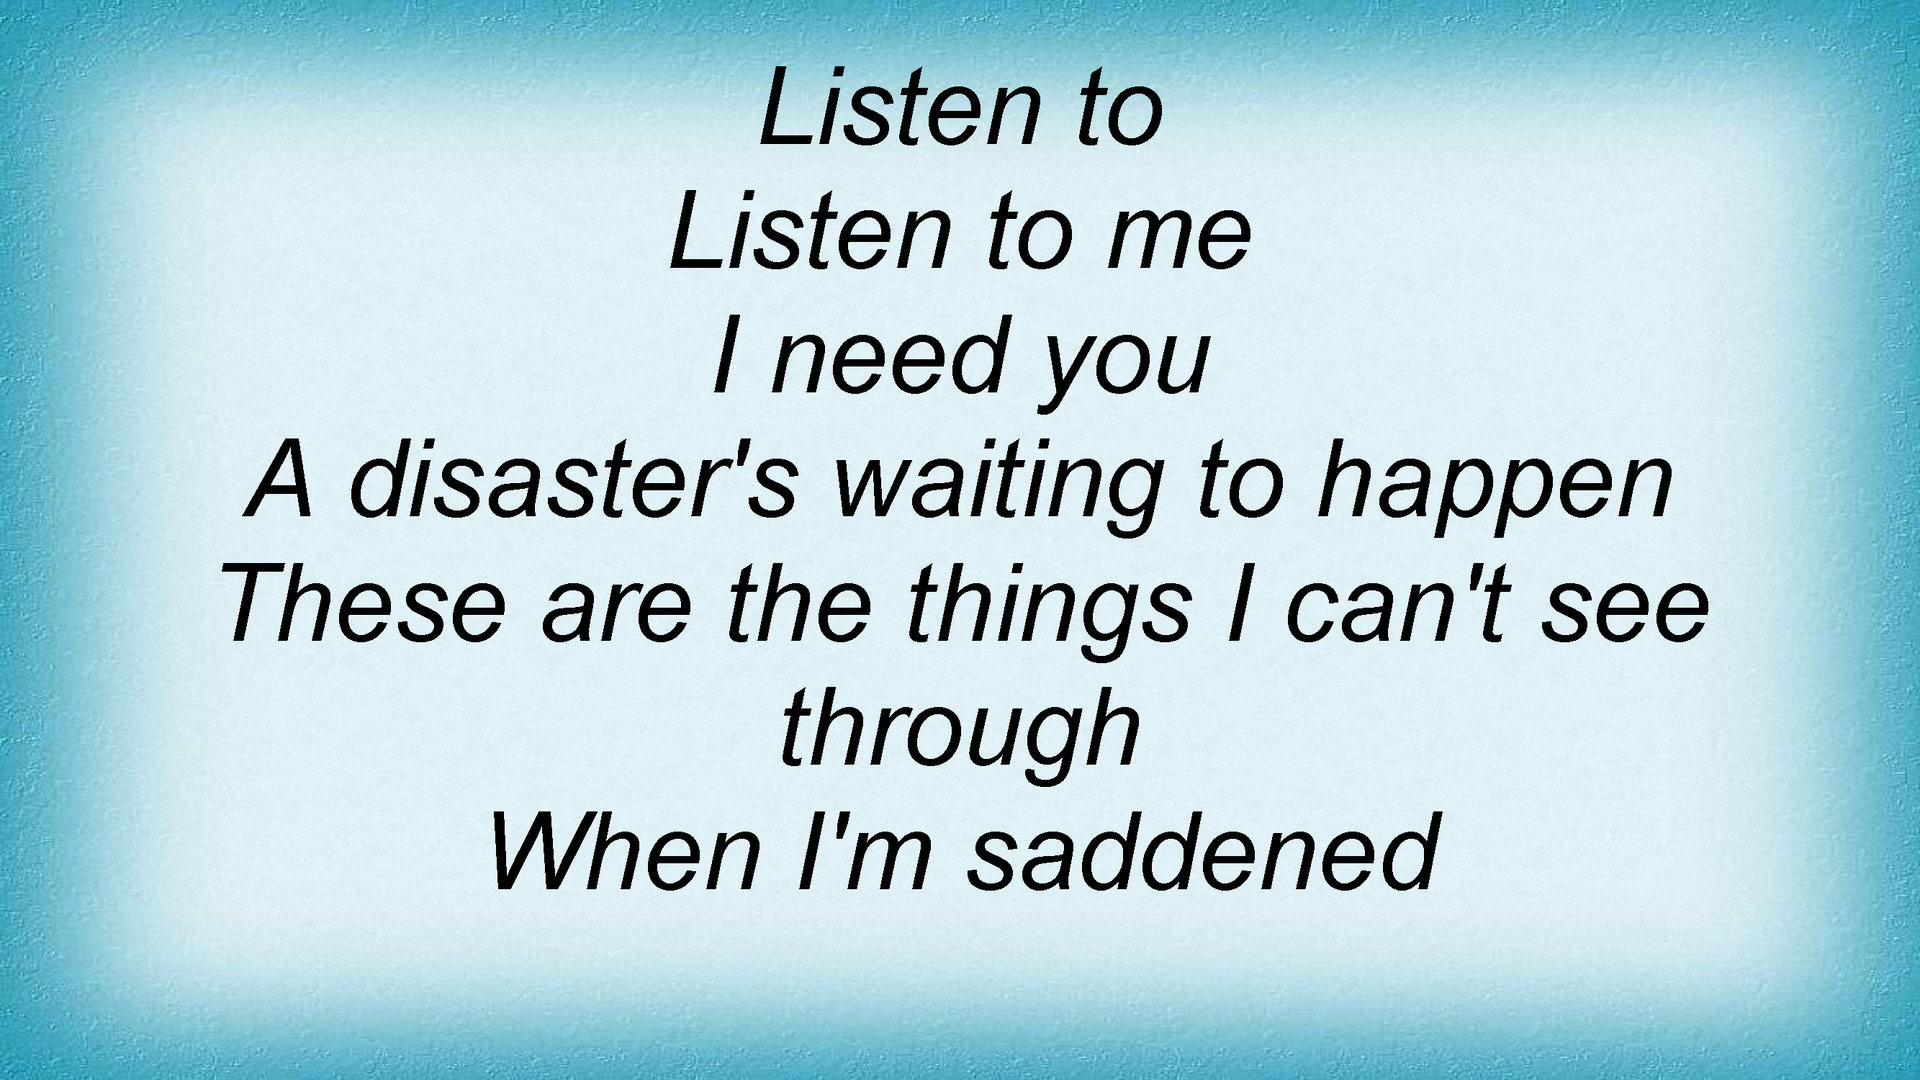 Listen to
Listen to me
I need you
A disaster's waiting to happen
These are the things I can't see
through
When I'm saddened